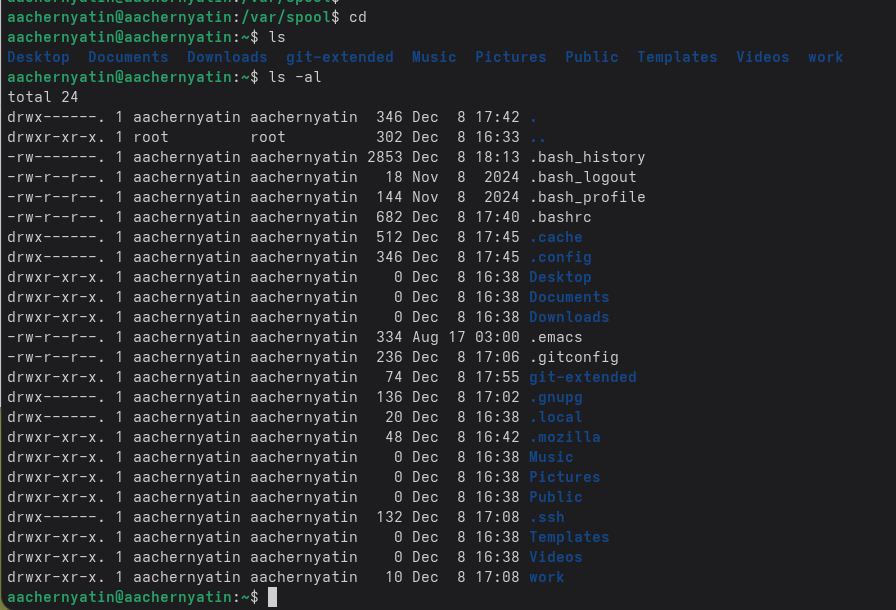 aachernyatin@aachernyatin:/var/spool$
aachernyatin@aachernyatin:/var/spool$ cd
aachernyatin@aachernyatin:~$ ls
Desktop  Documents  Downloads  git-extended  Music  Pictures  Public  Templates  Videos  work
aachernyatin@aachernyatin:~$ ls -al
total 24
drwx------. 1 aachernyatin aachernyatin  346 Dec  8 17:42 .
drwxr-xr-x. 1 root         root          302 Dec  8 16:33 ..
-rw-------. 1 aachernyatin aachernyatin 2853 Dec  8 18:13 .bash_history
-rw-r--r--. 1 aachernyatin aachernyatin   18 Nov  8  2024 .bash_logout
-rw-r--r--. 1 aachernyatin aachernyatin  144 Nov  8  2024 .bash_profile
-rw-r--r--. 1 aachernyatin aachernyatin  682 Dec  8 17:40 .bashrc
drwx------. 1 aachernyatin aachernyatin  512 Dec  8 17:45 .cache
drwx------. 1 aachernyatin aachernyatin  346 Dec  8 17:45 .config
drwxr-xr-x. 1 aachernyatin aachernyatin    0 Dec  8 16:38 Desktop
drwxr-xr-x. 1 aachernyatin aachernyatin    0 Dec  8 16:38 Documents
drwxr-xr-x. 1 aachernyatin aachernyatin    0 Dec  8 16:38 Downloads
-rw-r--r--. 1 aachernyatin aachernyatin  334 Aug 17 03:00 .emacs
-rw-r--r--. 1 aachernyatin aachernyatin  236 Dec  8 17:06 .gitconfig
drwxr-xr-x. 1 aachernyatin aachernyatin   74 Dec  8 17:55 git-extended
drwx------. 1 aachernyatin aachernyatin  136 Dec  8 17:02 .gnupg
drwx------. 1 aachernyatin aachernyatin   20 Dec  8 16:38 .local
drwxr-xr-x. 1 aachernyatin aachernyatin   48 Dec  8 16:42 .mozilla
drwxr-xr-x. 1 aachernyatin aachernyatin    0 Dec  8 16:38 Music
drwxr-xr-x. 1 aachernyatin aachernyatin    0 Dec  8 16:38 Pictures
drwxr-xr-x. 1 aachernyatin aachernyatin    0 Dec  8 16:38 Public
drwx------. 1 aachernyatin aachernyatin  132 Dec  8 17:08 .ssh
drwxr-xr-x. 1 aachernyatin aachernyatin    0 Dec  8 16:38 Templates
drwxr-xr-x. 1 aachernyatin aachernyatin    0 Dec  8 16:38 Videos
drwxr-xr-x. 1 aachernyatin aachernyatin   10 Dec  8 17:08 work
aachernyatin@aachernyatin:~$